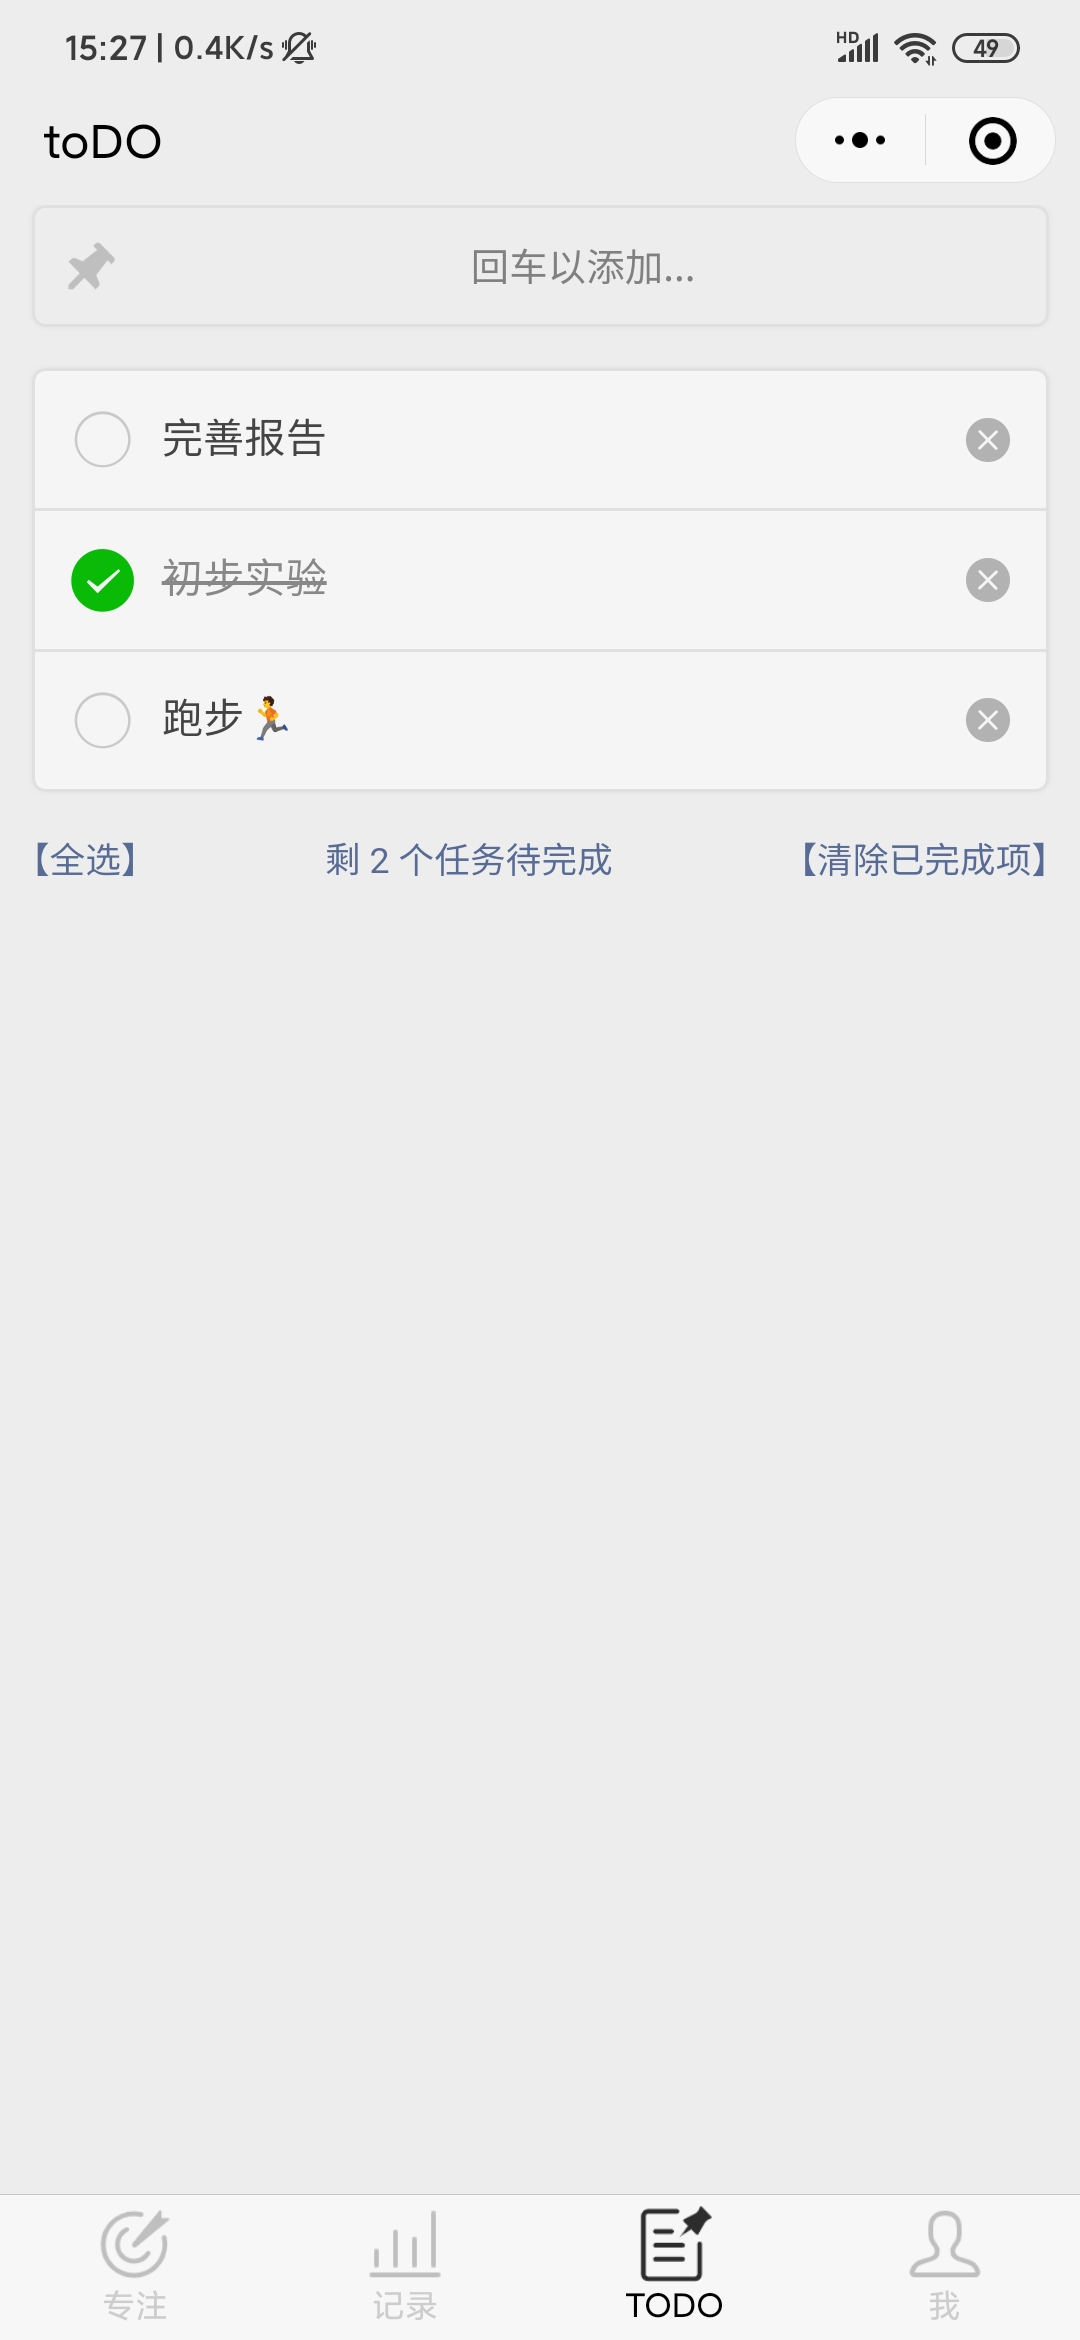 15:27 | 0.4K/s
HD
49
toDO
回车以添加...
完善报告
初步实验
跑步🏃
【全选】
剩 2 个任务待完成
【清除已完成项】
专注
记录
TODO
我